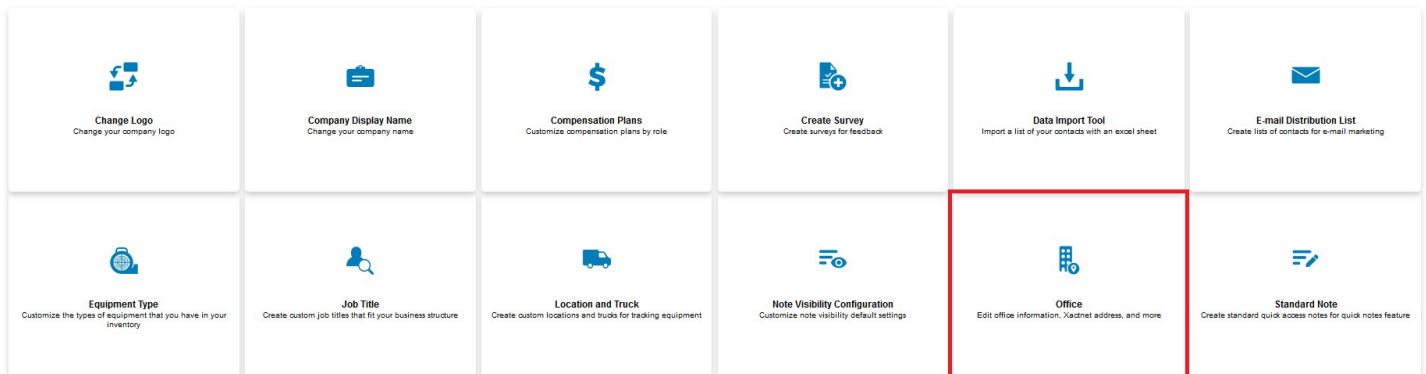 Change Logo
Change your company logo
Company Display Name
Change your company name
Compensation Plans
Customize compensation plans by role
Create Survey
Create surveys for feedback
Data Import Tool
Import a list of your contacts with an excel sheet
E-mail Distribution List
Create lists of contacts for e-mail marketing
Equipment Type
Customize the types of equipment that you have in your
inventory
Job Title
Create custom job titles that fit your business structure
Location and Truck
Create custom locations and trucks for tracking equipment
Note Visibility Configuration
Customize note visibility default settings
Office
Edit office information, Xactnet address, and more
Standard Note
Create standard quick access notes for quick notes feature